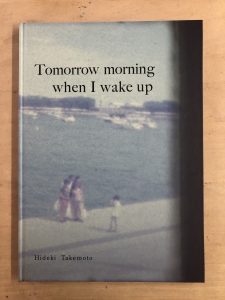 Tomorrow morning
when I wake up
Hideki Takemoto